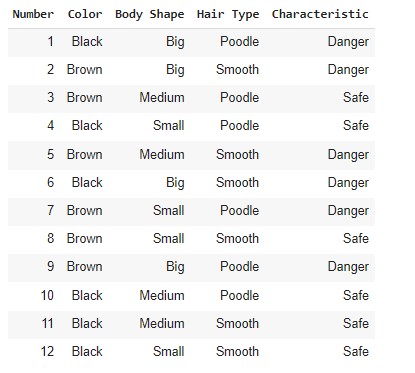 Number Color Body Shape Hair Type Characteristic
1 Black Big Poodle Danger
2 Brown Big Smooth Danger
3 Brown Medium Poodle Safe
4 Black Small Poodle Safe
5 Brown Medium Smooth Danger
6 Black Big Smooth Danger
7 Brown Small Poodle Danger
8 Brown Small Smooth Safe
9 Brown Big Poodle Danger
10 Black Medium Poodle Safe
11 Black Medium Smooth Safe
12 Black Small Smooth Safe